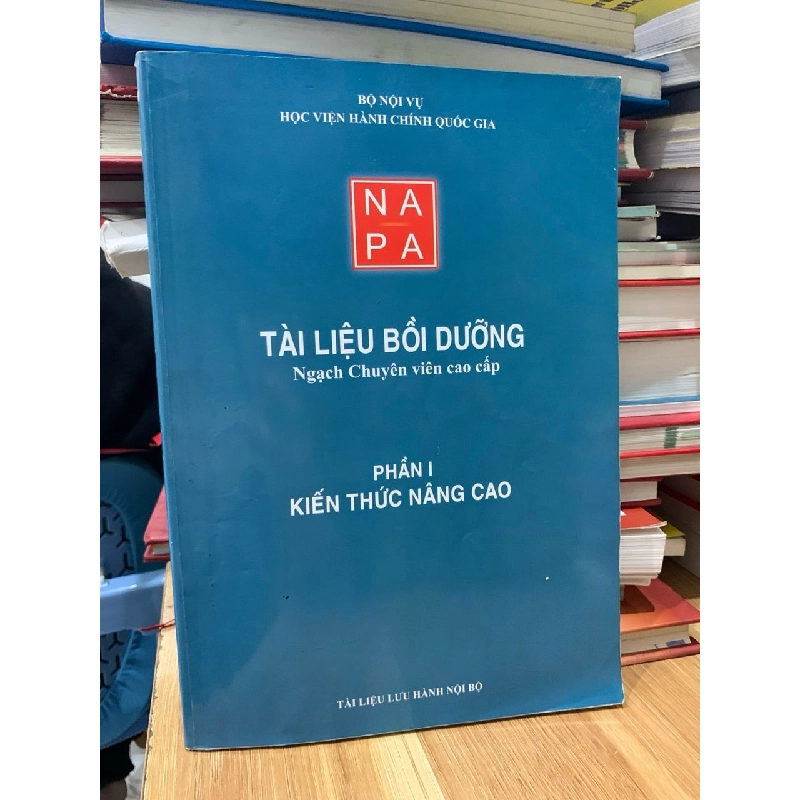 BỘ NỘI VỤ
HỌC VIỆN HÀNH CHÍNH QUỐC GIA
NA
PA
TÀI LIỆU BỒI DƯỠNG
Ngạch Chuyên viên cao cấp
PHẦN I
KIẾN THỨC NÂNG CAO
TÀI LIỆU LƯU HÀNH NỘI BỘ